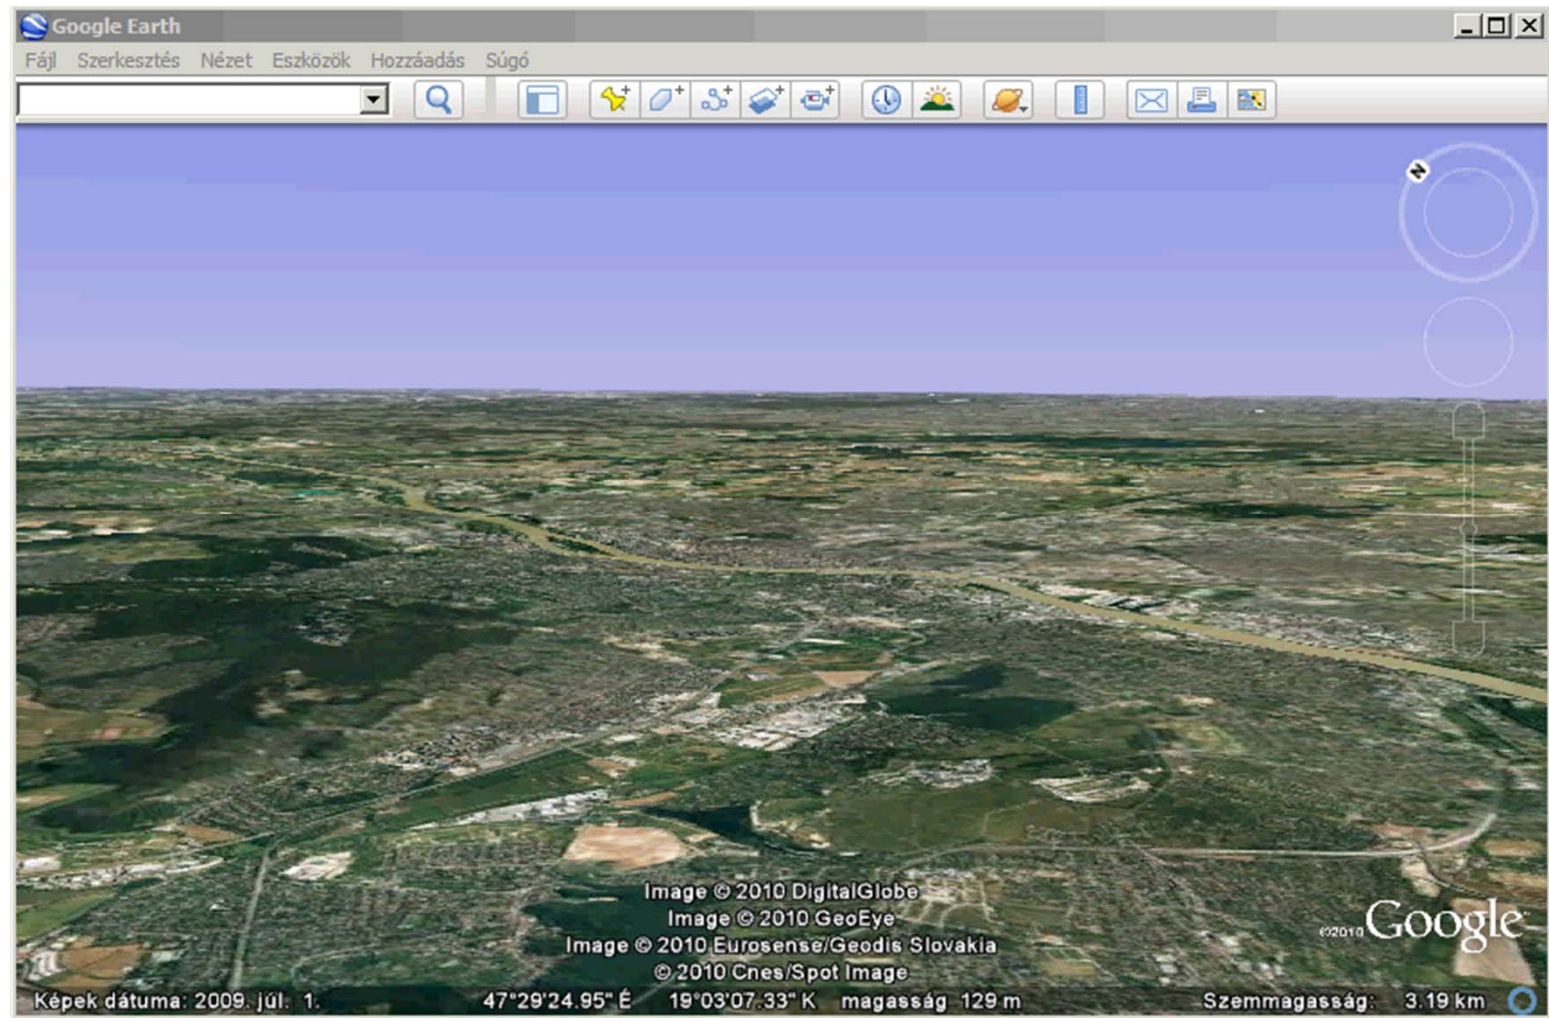 Google Earth
Fájl Szerkesztés Nézet Eszközök Hozzáadás Súgó
N
Image © 2010 DigitalGlobe
Image © 2010 GeoEye
Image © 2010 Eurosense/Geodis Slovakia
© 2010 Cnes/Spot Image
©2010 Google
Képek dátuma: 2009. júl. 1. 47°29'24.95" É 19°03'07.33" K magasság 129 m Szemmagasság: 3.19 km